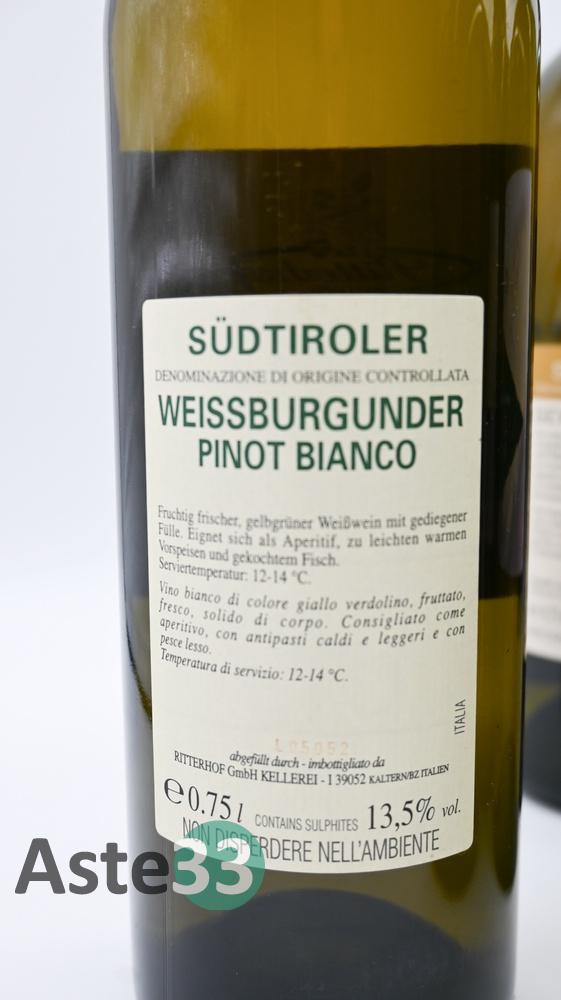 SÜDTIROLER
DENOMINAZIONE DI ORIGINE CONTROLLATA
WEISSBURGUNDER
PINOT BIANCO
Fruchtig frischer, gelbgrüner Weißwein mit gediegener
Fülle. Eignet sich als Aperitif, zu leichten warmen
Vorspeisen und gekochtem Fisch.
Serviertemperatur: 12-14 °C.
Vino bianco di colore giallo verdolino, fruttato,
fresco, solido di corpo. Consigliato come
aperitivo, con antipasti caldi e leggeri e con
pesce lesso.
Temperatura di servizio: 12-14 °C.
ITALIA
L 05052
abgefüllt durch - imbottigliato da
RITTERHOF GmbH KELLEREI - I 39052 KALTERN/BZ ITALIEN
℮ 0.75 l CONTAINS SULPHITES 13,5% vol.
NON DISPERDERE NELL'AMBIENTE
Aste33